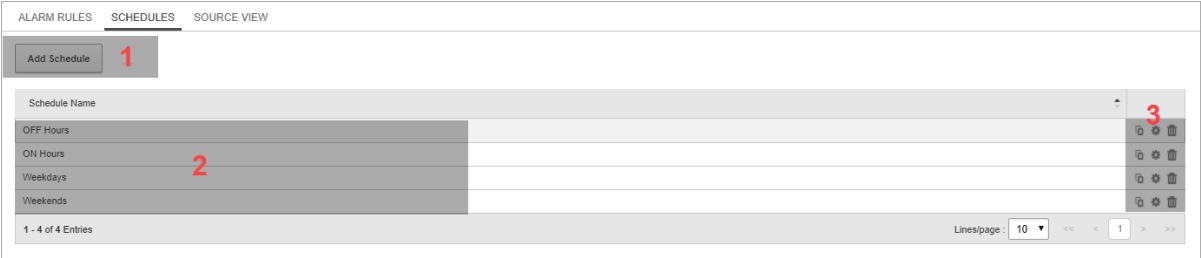 ALARM RULES SCHEDULES SOURCE VIEW
Add Schedule 1
Schedule Name
3
OFF Hours
ON Hours
2
Weekdays
Weekends
1 - 4 of 4 Entries Lines/page : 10 << < 1 > >>